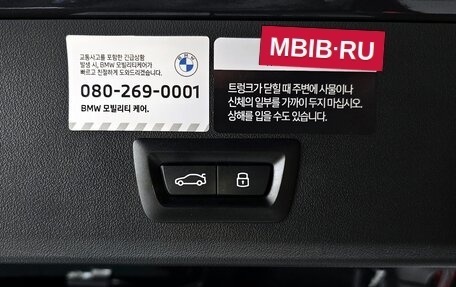 교통사고를 포함한 긴급상황
발생 시, BMW 모빌리티케어가
빠르고 친절하게 도와드리겠습니다.
080-269-0001
BMW 모빌리티 케어.
MBIB·RU
트렁크가 닫힐 때 주변에 사물이나
신체의 일부를 가까이 두지 마십시오.
상해를 입을 수도 있습니다.